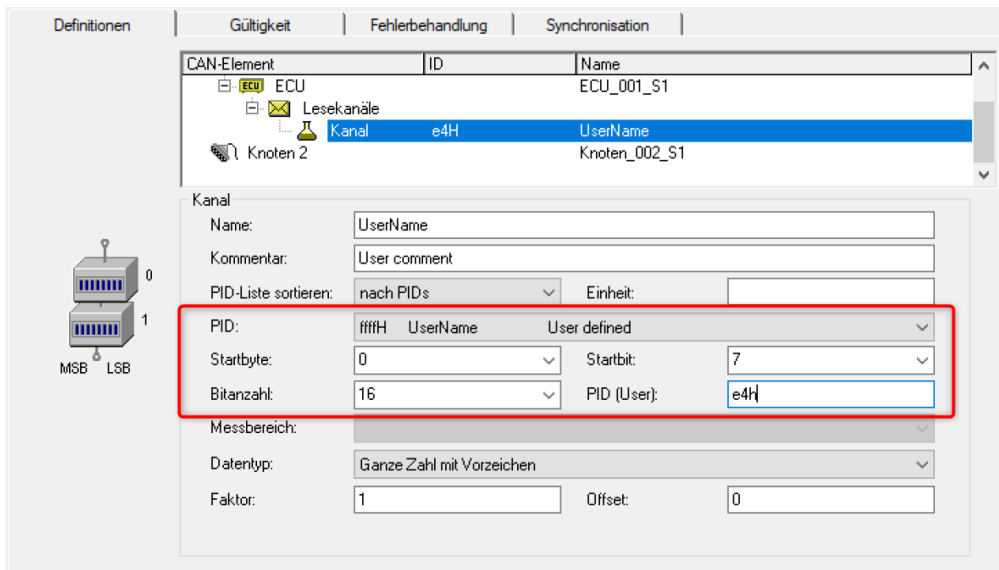 Definitionen Gültigkeit Fehlerbehandlung Synchronisation
CAN-Element ID Name
ECU ECU ECU_001_S1
Lesekanäle
Kanal e4H UserName
Knoten 2 Knoten_002_S1
Kanal
Name: UserName
Kommentar: User comment
PID-Liste sortieren: nach PIDs Einheit:
PID: ffffH UserName User defined
Startbyte: 0 Startbit: 7
Bitanzahl: 16 PID (User): e4h
Messbereich:
Datentyp: Ganze Zahl mit Vorzeichen
Faktor: 1 Offset: 0
0
1
MSB LSB